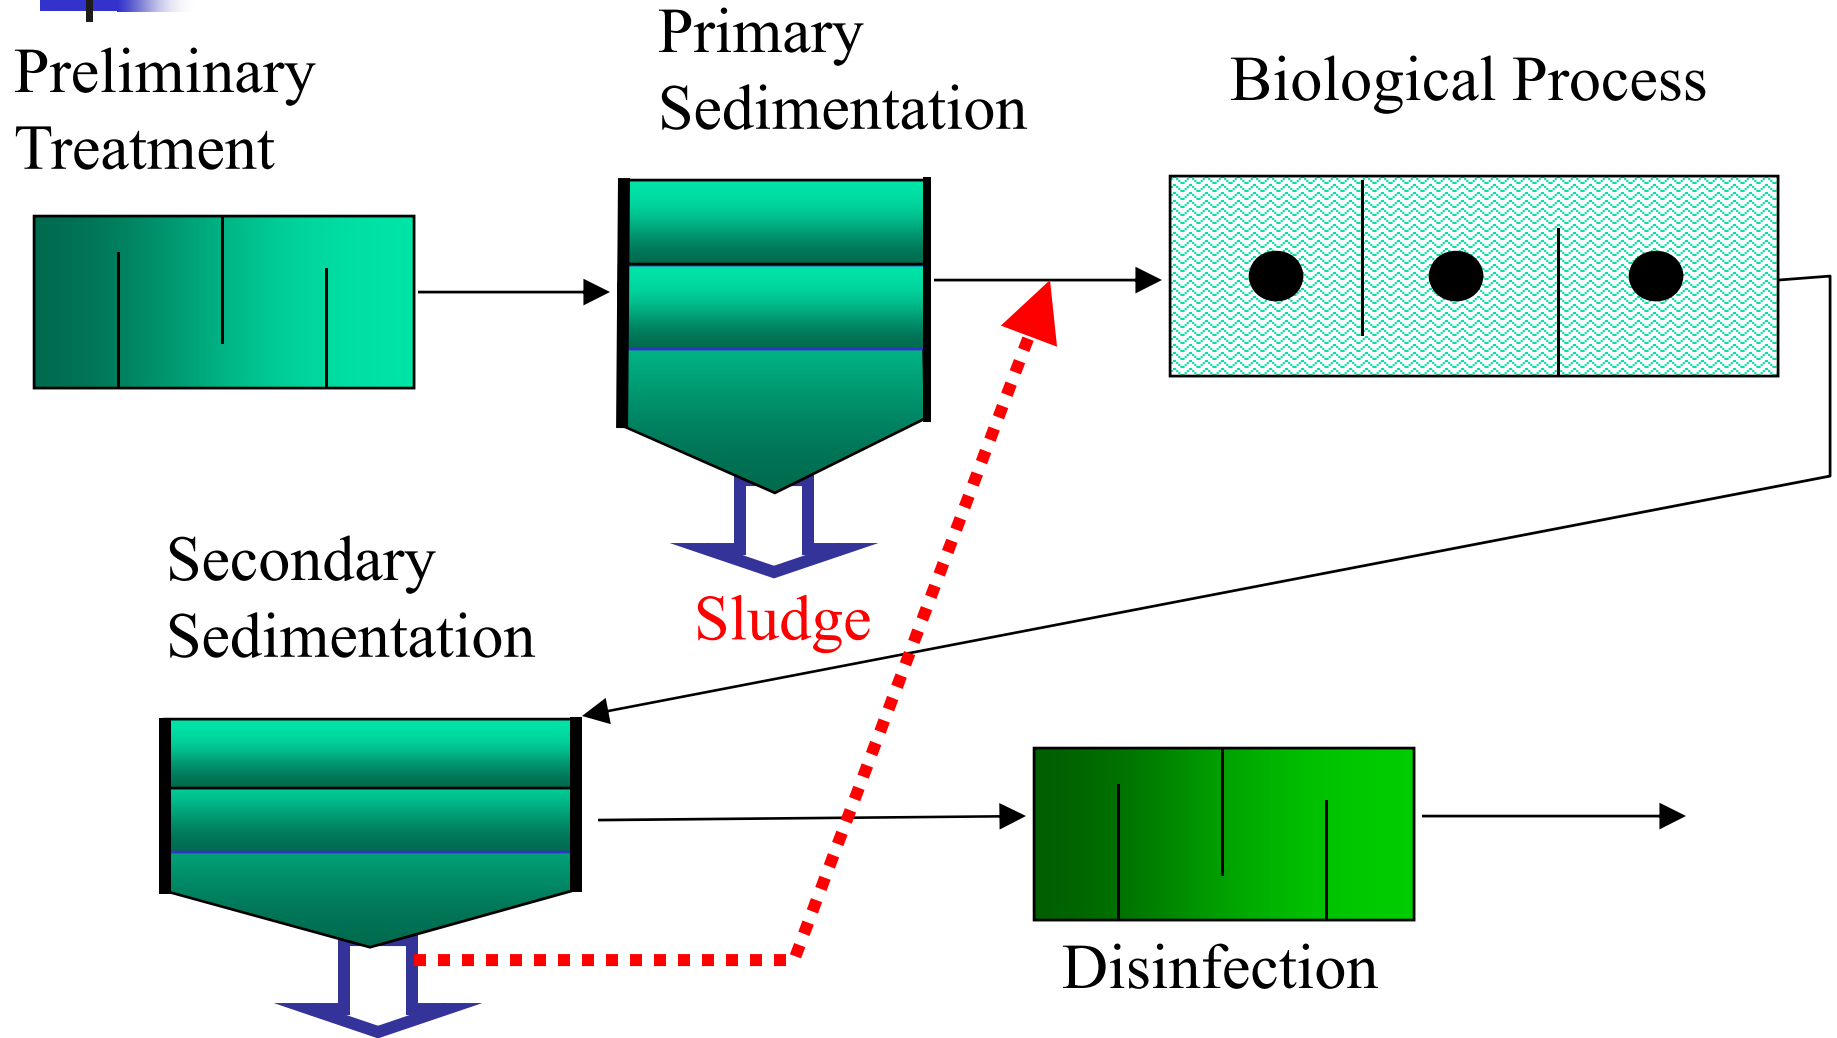 Preliminary
Treatment
Primary
Sedimentation
Biological Process
Secondary
Sedimentation
Sludge
Disinfection